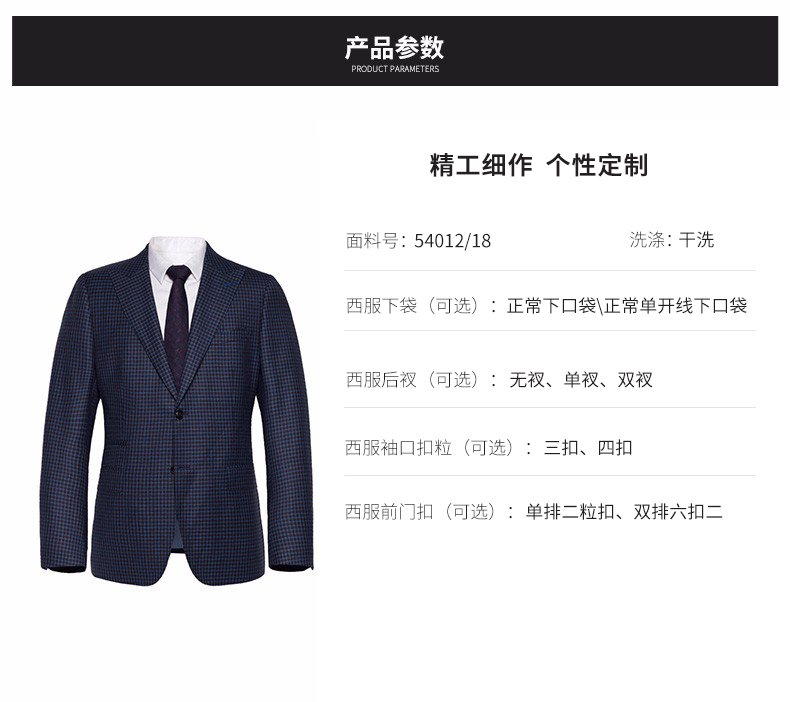 产品参数
PRODUCT PARAMETERS
精工细作 个性定制
面料号：54012/18 洗涤：干洗
西服下袋（可选）：正常下口袋\正常单开线下口袋
西服后衩（可选）：无衩、单衩、双衩
西服袖口扣粒（可选）：三扣、四扣
西服前门扣（可选）：单排二粒扣、双排六扣二